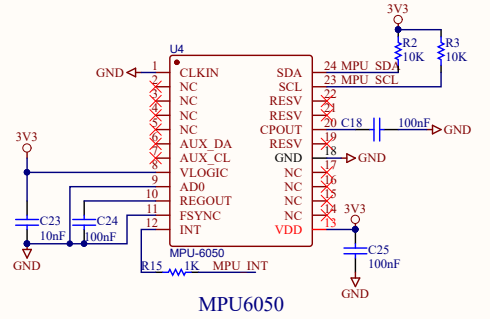 3V3
U4
R2
10K
R3
10K
GND 1 CLKIN SDA 24 MPU_SDA
2 NC SCL 23 MPU_SCL
3 NC RESV 22
4 NC RESV 21
5 NC CPOUT 20 C18 100nF GND
6 AUX_DA RESV 19
7 AUX_CL GND 18 GND
3V3
8 VLOGIC NC 17
9 AD0 NC 16
10 REGOUT NC 15
11 FSYNC NC 14
12 INT VDD 13
3V3
C23
10nF
C24
100nF
GND
MPU-6050
R15 1K MPU_INT
C25
100nF
GND
MPU6050